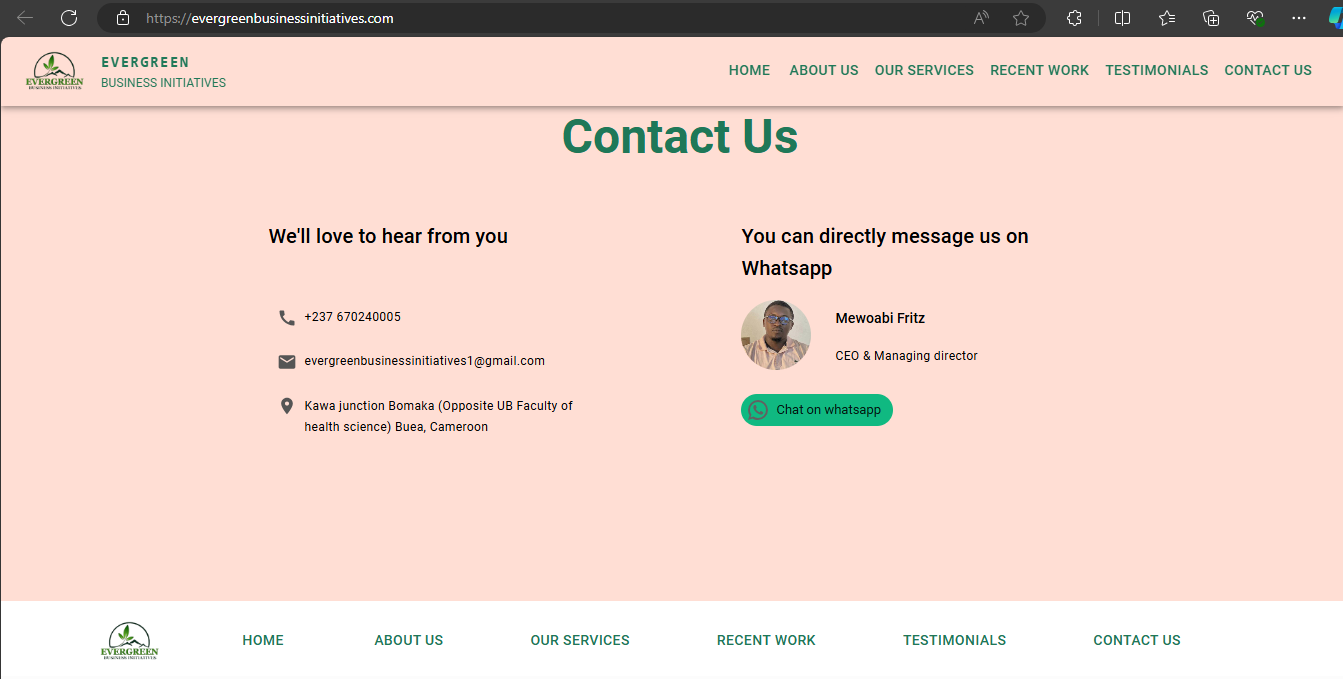 https://evergreenbusinessinitiatives.com
EVERGREEN
BUSINESS INITIATIVES
EVERGREEN
BUSINESS INITIATIVES
HOME ABOUT US OUR SERVICES RECENT WORK TESTIMONIALS CONTACT US
Contact Us
We'll love to hear from you
+237 670240005
evergreenbusinessinitiatives1@gmail.com
Kawa junction Bomaka (Opposite UB Faculty of
health science) Buea, Cameroon
You can directly message us on
Whatsapp
Mewoabi Fritz
CEO & Managing director
Chat on whatsapp
EVERGREEN
BUSINESS INITIATIVES
HOME ABOUT US OUR SERVICES RECENT WORK TESTIMONIALS CONTACT US